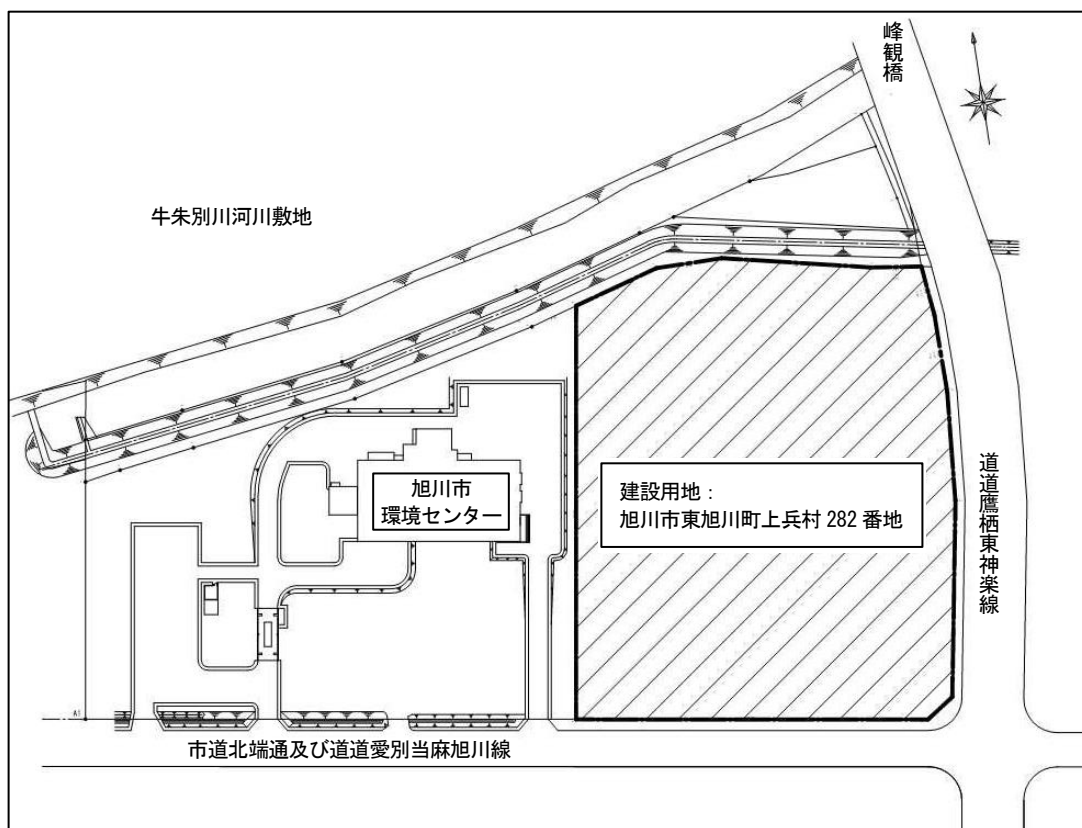 峰観橋
牛朱別川河川敷地
旭川市
環境センター
建設用地：
旭川市東旭川町上兵村 282 番地
道道鷹栖東神楽線
A1
市道北端通及び道道愛別当麻旭川線